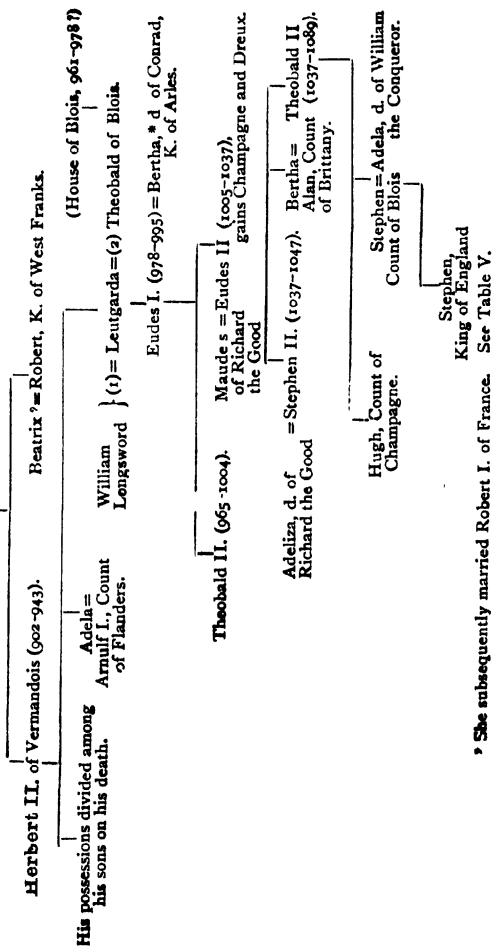 Herbert II. of Vermandois (902-943).
Beatrix ?=Robert, K. of West Franks.
(House of Blois, 961-978?)
His possessions divided among
his sons on his death.
Adela=
Arnulf I., Count
of Flanders.
William
Longsword
} (1)= Leutgarda=(2) Theobald of Blois.
Eudes I. (978-995)=Bertha,* d of Conrad,
K. of Arles.
Theobald II. (965-1004).
Maude s = Eudes II (1005-1037),
of Richard
the Good
gains Champagne and Dreux.
Adeliza, d. of
Richard the Good
=Stephen II. (1037-1047).
Bertha= Theobald II
Alan, Count (1037-1089).
of Brittany.
Hugh, Count of
Champagne.
Stephen=Adela, d. of William
Count of Blois the Conqueror.
Stephen,
King of England
See Table V.
? She subsequently married Robert I. of France.